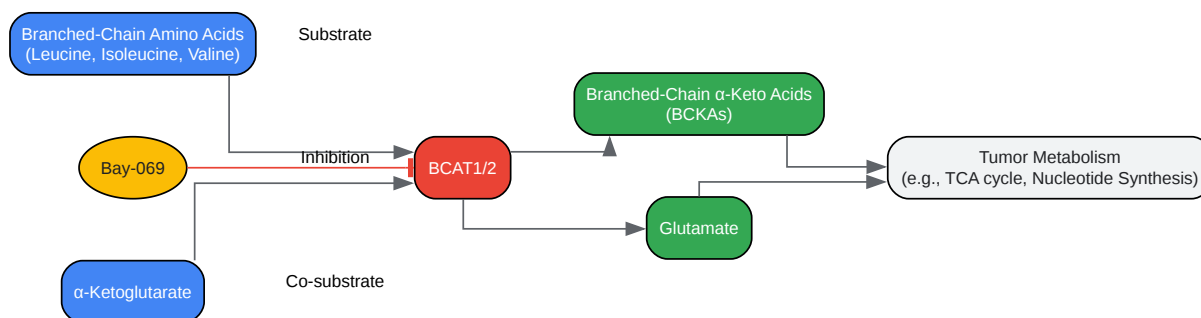 Branched-Chain Amino Acids
(Leucine, Isoleucine, Valine)
Substrate
Branched-Chain α-Keto Acids
(BCKAs)
Bay-069
Inhibition
BCAT1/2
Tumor Metabolism
(e.g., TCA cycle, Nucleotide Synthesis)
Glutamate
α-Ketoglutarate
Co-substrate